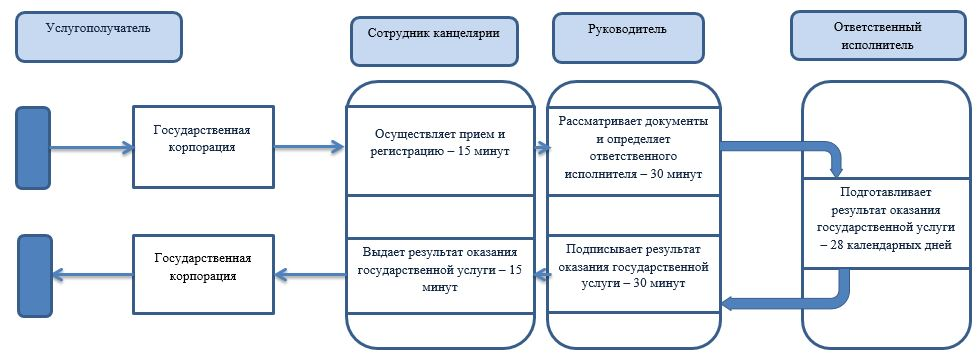 Услугополучатель
Сотрудник канцелярии
Руководитель
Ответственный
исполнитель
Государственная
корпорация
Осуществляет прием и
регистрацию – 15 минут
Рассматривает документы
и определяет
ответственного
исполнителя – 30 минут
Подготавливает
результат оказания
государственной услуги
– 28 календарных дней
Государственная
корпорация
Выдает результат оказания
государственной услуги – 15
минут
Подписывает результат
оказания государственной
услуги – 30 минут